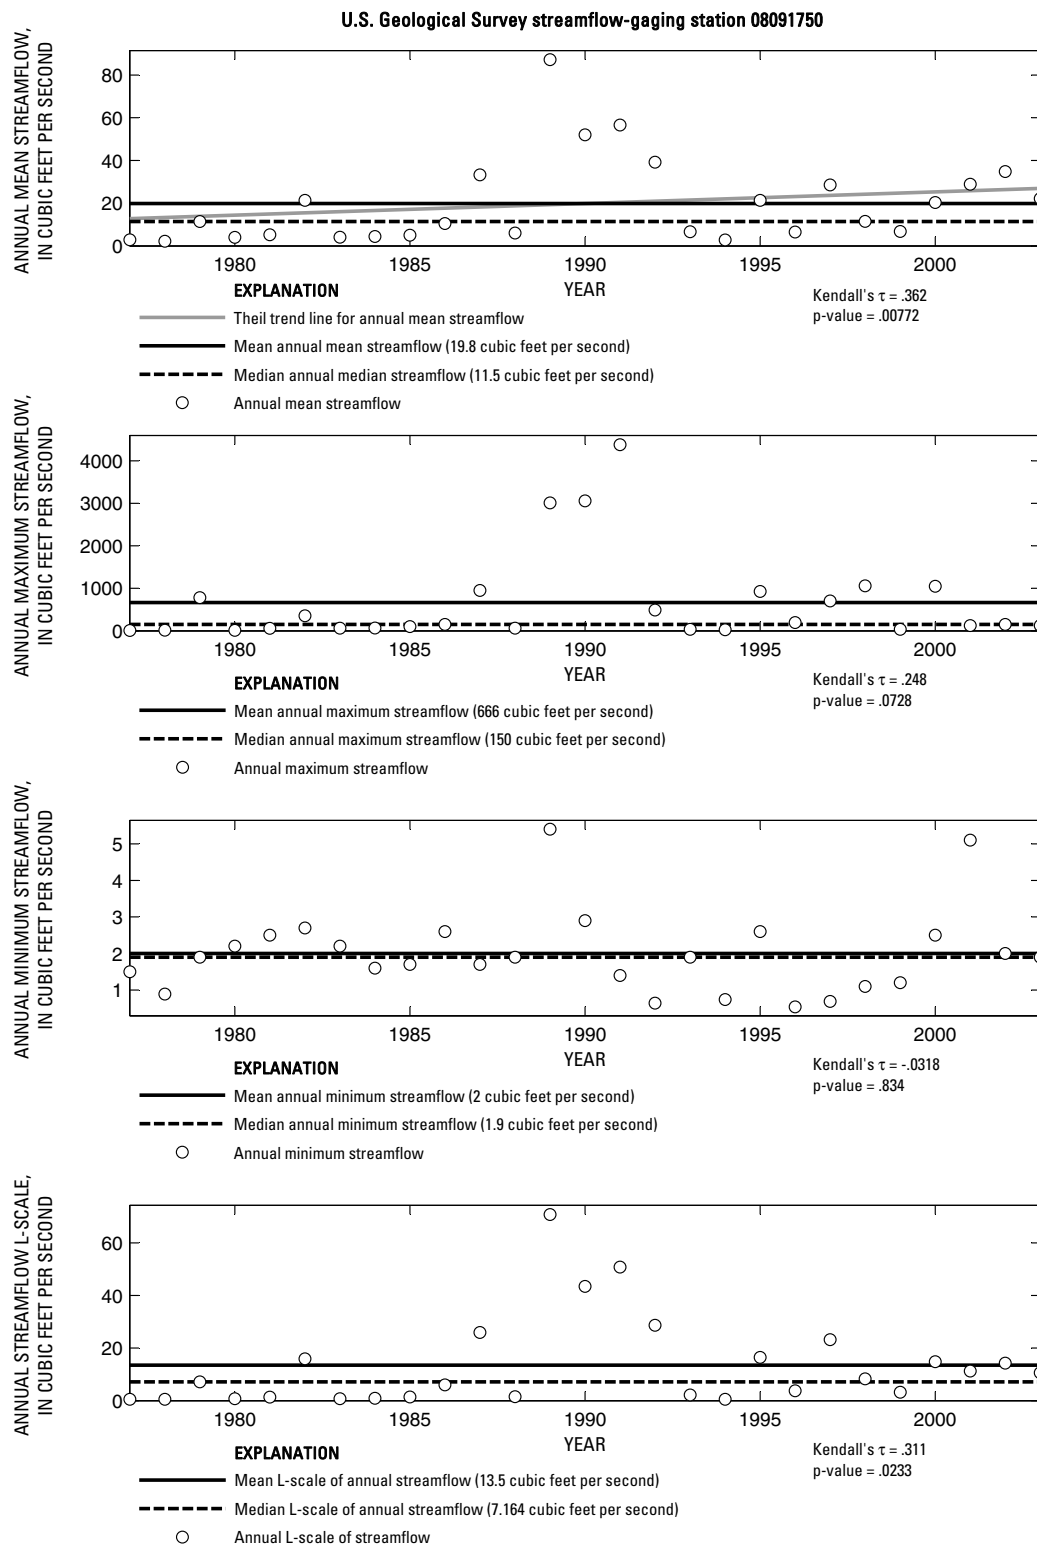 U.S. Geological Survey streamflow-gaging station 08091750
ANNUAL MEAN STREAMFLOW,
IN CUBIC FEET PER SECOND
80
60
40
20
0
1980 1985 1990 1995 2000
YEAR
EXPLANATION
Theil trend line for annual mean streamflow
Mean annual mean streamflow (19.8 cubic feet per second)
Median annual median streamflow (11.5 cubic feet per second)
Annual mean streamflow
Kendall's τ = .362
p-value = .00772
ANNUAL MAXIMUM STREAMFLOW,
IN CUBIC FEET PER SECOND
4000
3000
2000
1000
0
1980 1985 1990 1995 2000
YEAR
EXPLANATION
Mean annual maximum streamflow (666 cubic feet per second)
Median annual maximum streamflow (150 cubic feet per second)
Annual maximum streamflow
Kendall's τ = .248
p-value = .0728
ANNUAL MINIMUM STREAMFLOW,
IN CUBIC FEET PER SECOND
5
4
3
2
1
1980 1985 1990 1995 2000
YEAR
EXPLANATION
Mean annual minimum streamflow (2 cubic feet per second)
Median annual minimum streamflow (1.9 cubic feet per second)
Annual minimum streamflow
Kendall's τ = -.0318
p-value = .834
ANNUAL STREAMFLOW L-SCALE,
IN CUBIC FEET PER SECOND
60
40
20
0
1980 1985 1990 1995 2000
YEAR
EXPLANATION
Mean L-scale of annual streamflow (13.5 cubic feet per second)
Median L-scale of annual streamflow (7.164 cubic feet per second)
Annual L-scale of streamflow
Kendall's τ = .311
p-value = .0233